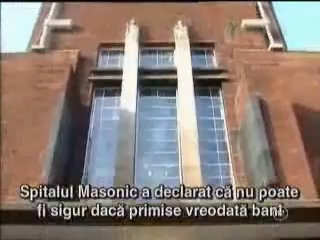 Spitalul Masonic a declarat că nu poate
fi sigur dacă primise vreodată bani